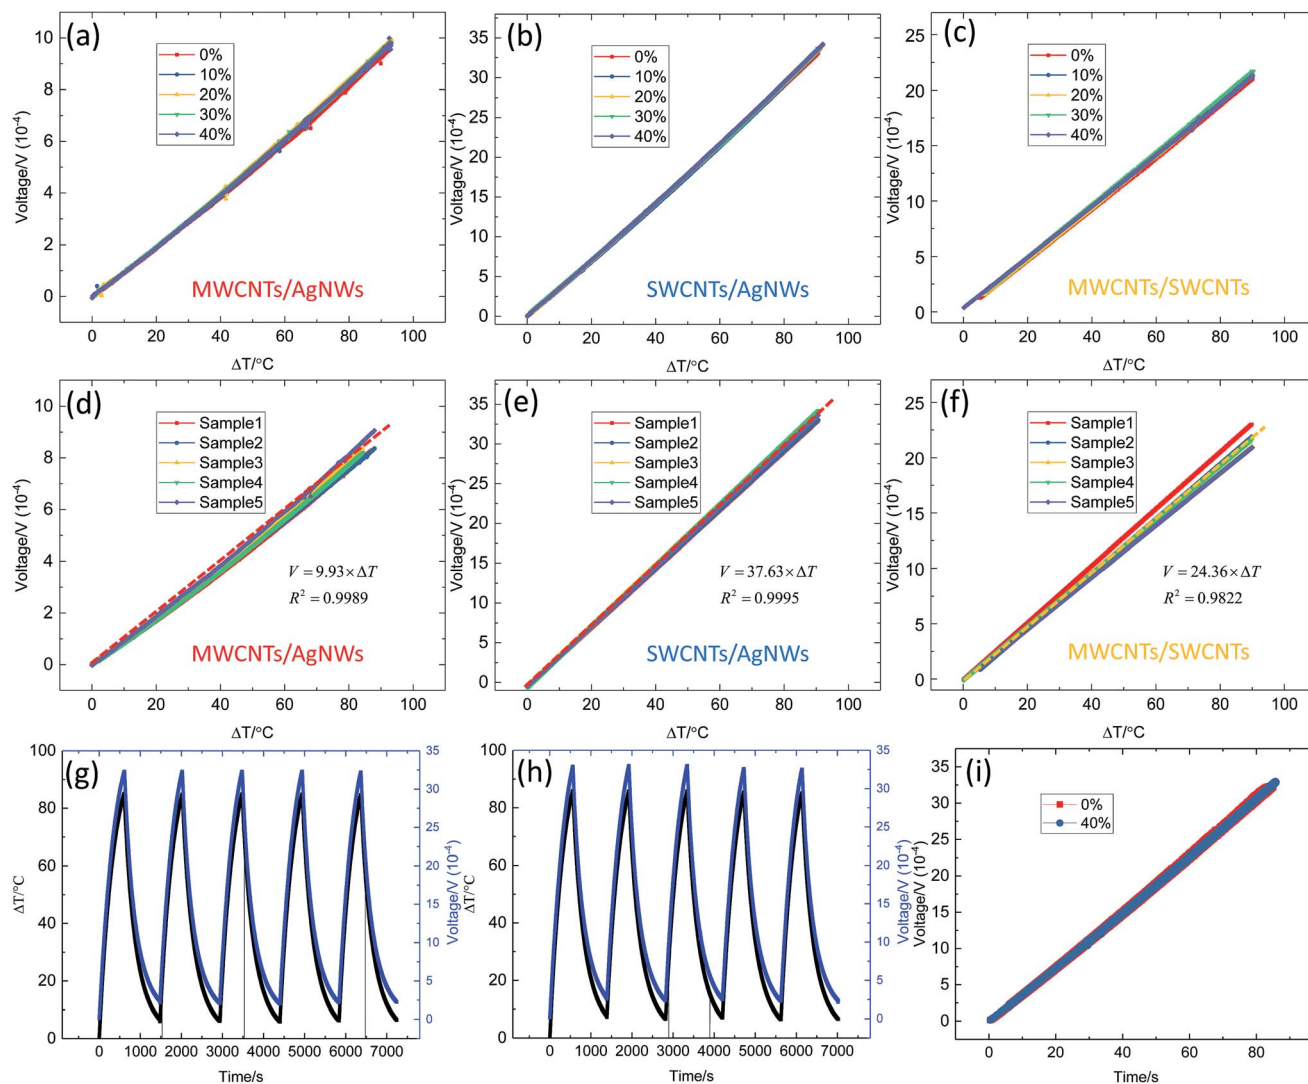 (a)
0%
10%
20%
30%
40%
MWCNTs/AgNWs
Voltage/V (10⁻⁴)
0
2
4
6
8
10
0 20 40 60 80 100
ΔT/°C
(b)
0%
10%
20%
30%
40%
SWCNTs/AgNWs
Voltage/V (10⁻⁴)
35
30
25
20
15
10
5
0
0 20 40 60 80 100
ΔT/°C
(c)
0%
10%
20%
30%
40%
MWCNTs/SWCNTs
Voltage/V (10⁻⁴)
25
20
15
10
5
0
0 20 40 60 80 100
ΔT/°C
(d)
Sample1
Sample2
Sample3
Sample4
Sample5
V = 9.93 × ΔT
R² = 0.9989
MWCNTs/AgNWs
Voltage/V (10⁻⁴)
10
8
6
4
2
0
0 20 40 60 80 100
ΔT/°C
(e)
Sample1
Sample2
Sample3
Sample4
Sample5
V = 37.63 × ΔT
R² = 0.9995
SWCNTs/AgNWs
Voltage/V (10⁻⁴)
35
30
25
20
15
10
5
0
0 20 40 60 80 100
ΔT/°C
(f)
Sample1
Sample2
Sample3
Sample4
Sample5
V = 24.36 × ΔT
R² = 0.9822
MWCNTs/SWCNTs
Voltage/V (10⁻⁴)
25
20
15
10
5
0
0 20 40 60 80 100
ΔT/°C
(g)
ΔT/°C
100
80
60
40
20
0
Voltage/V (10⁻⁴)
35
30
25
20
15
10
5
0
0 1000 2000 3000 4000 5000 6000 7000
Time/s
(h)
ΔT/°C
100
80
60
40
20
0
Voltage/V (10⁻⁴)
35
30
25
20
15
10
5
0
0 1000 2000 3000 4000 5000 6000 7000
Time/s
(i)
0%
40%
Voltage/V (10⁻⁴)
35
30
25
20
15
10
5
0
0 20 40 60 80
Time/s